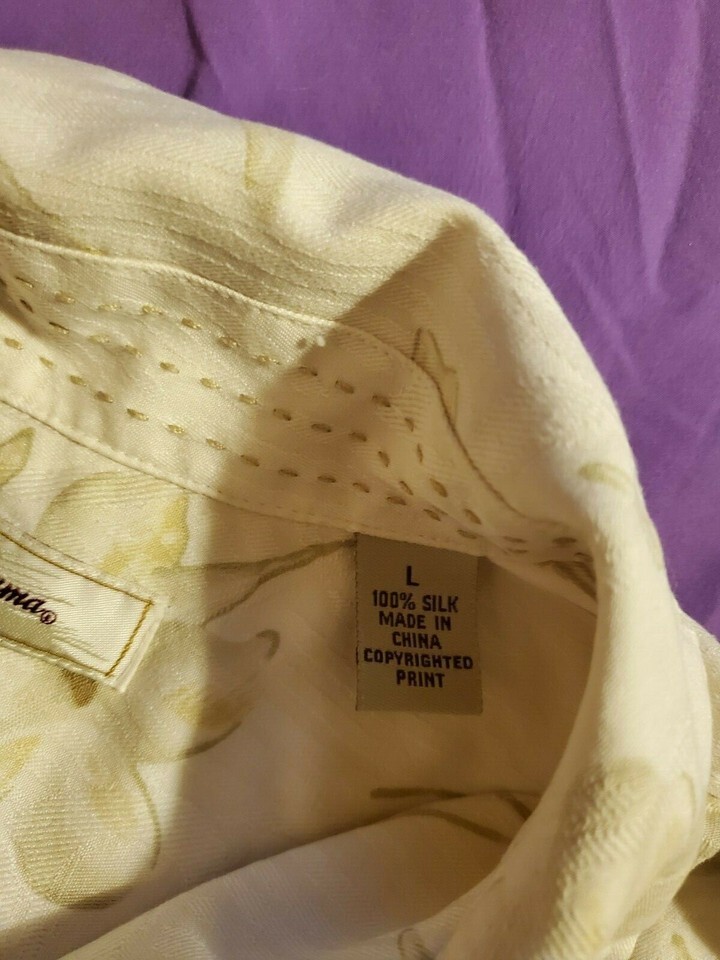 L
100% SILK
MADE IN
CHINA
COPYRIGHTED
PRINT